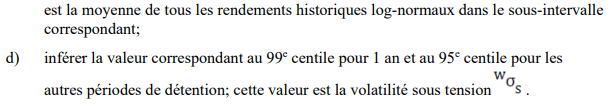 est la moyenne de tous les rendements historiques log-normaux dans le sous-intervalle
correspondant;
d) inférer la valeur correspondant au 99e centile pour 1 an et au 95e centile pour les
autres périodes de détention; cette valeur est la volatilité sous tension ᵂσₛ .